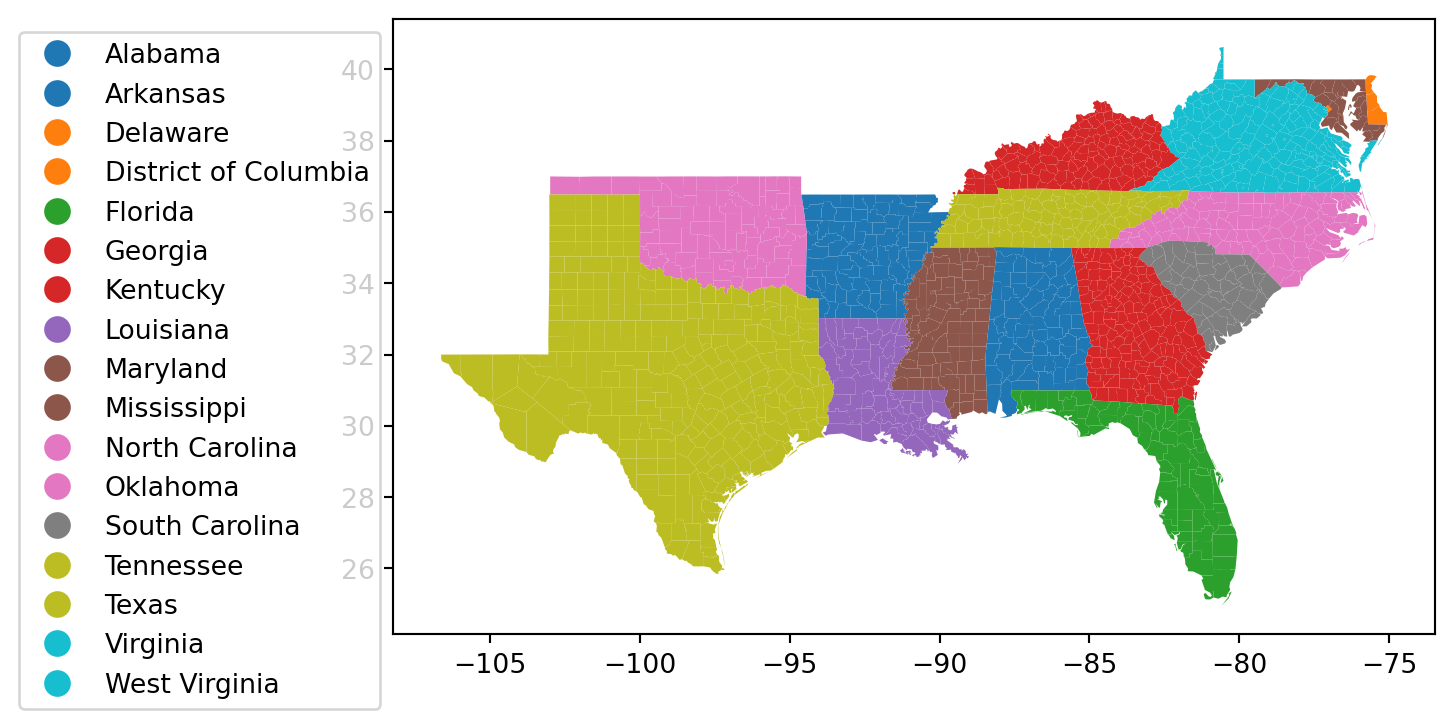 Alabama
Arkansas
Delaware
District of Columbia
Florida
Georgia
Kentucky
Louisiana
Maryland
Mississippi
North Carolina
Oklahoma
South Carolina
Tennessee
Texas
Virginia
West Virginia
40
38
36
34
32
30
28
26
−105
−100
−95
−90
−85
−80
−75